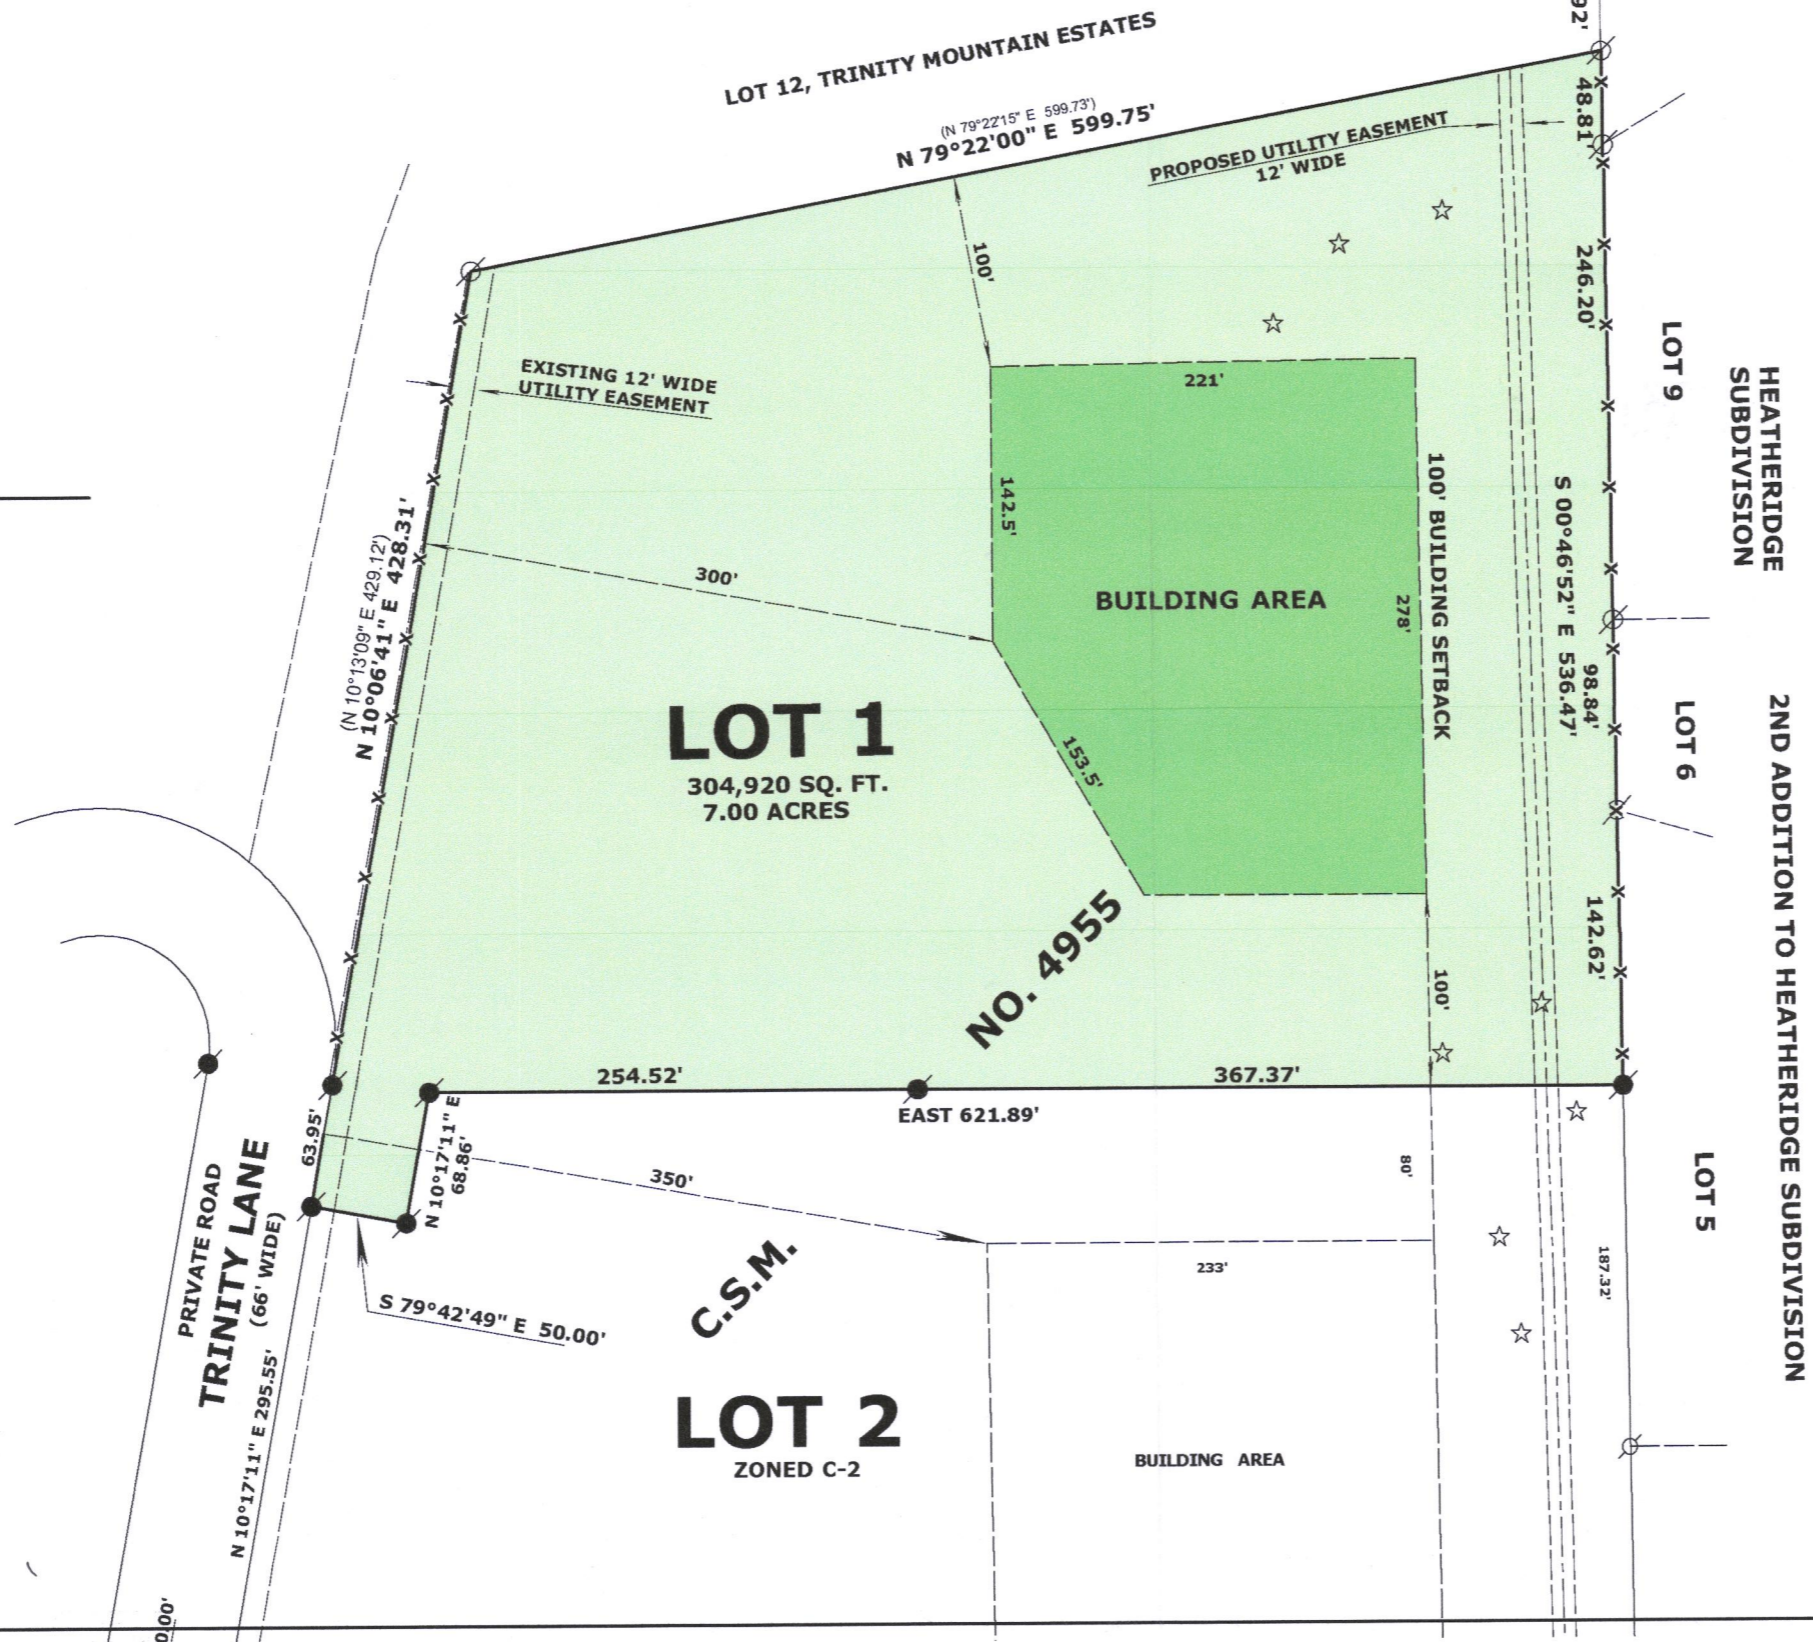 92'
LOT 12, TRINITY MOUNTAIN ESTATES
(N 79°22'15" E 599.73')
N 79°22'00" E 599.75'
PROPOSED UTILITY EASEMENT
12' WIDE
48.81'
246.20'
LOT 9
HEATHERIDGE
SUBDIVISION
100'
EXISTING 12' WIDE
UTILITY EASEMENT
221'
142.5'
100' BUILDING SETBACK
278'
S 00°46'52" E 536.47'
98.84'
LOT 6
2ND ADDITION TO HEATHERIDGE SUBDIVISION
(N 10°13'09" E 429.12')
N 10°06'41" E 428.31'
300'
BUILDING AREA
LOT 1
304,920 SQ. FT.
7.00 ACRES
153.5'
142.62'
NO. 4955
100'
254.52'
367.37'
EAST 621.89'
63.95'
N 10°17'11" E
68.86'
350'
80'
LOT 5
PRIVATE ROAD
TRINITY LANE
(66' WIDE)
S 79°42'49" E 50.00'
C.S.M.
233'
187.32'
N 10°17'11" E 295.55'
LOT 2
ZONED C-2
BUILDING AREA
0.00'